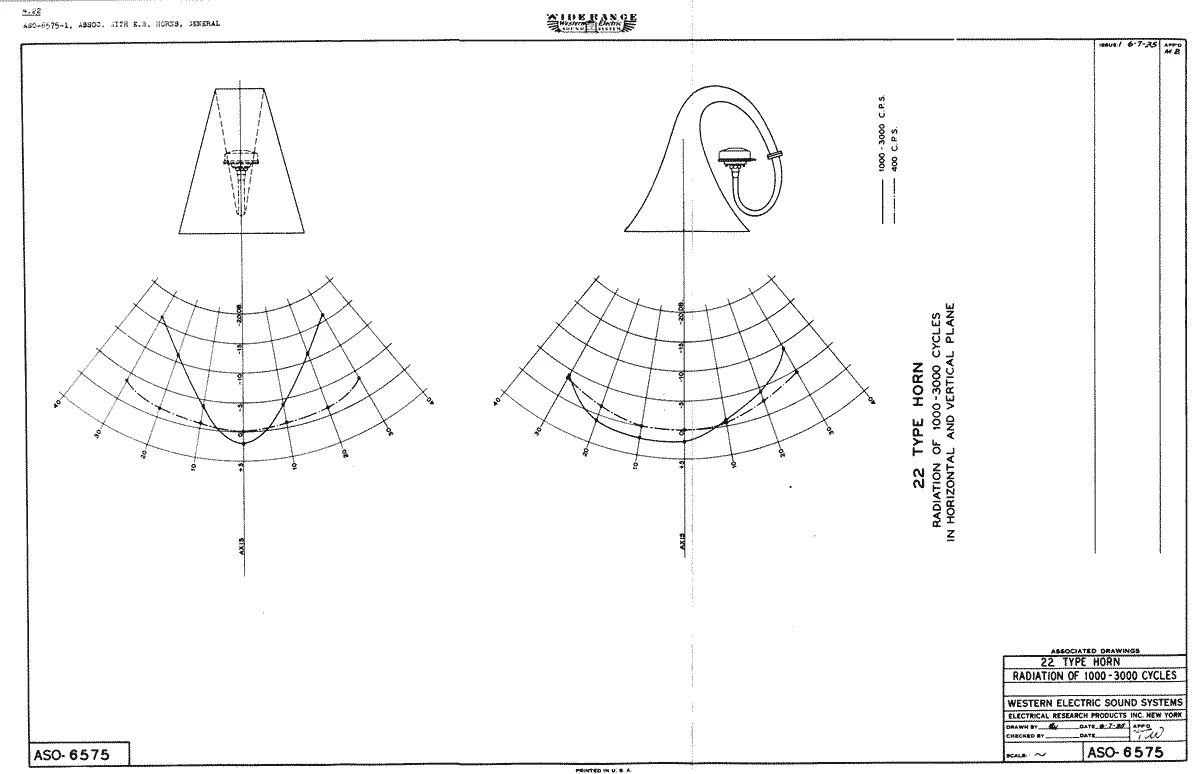 4.22
ASO-6575-1, ASSOC. WITH E.B. HORNS, GENERAL
WIDE RANGE
Western Electric
SOUND SYSTEM
ISSUE 1 6-7-35 APP'D
M.B.
1000-3000 C.P.S.
400 C.P.S.
-20DB
-15
-10
-5
0
+5
40
30
20
10
10
20
30
40
AXIS
-20DB
-15
-10
-5
0
+5
30
20
10
10
20
30
40
AXIS
22 TYPE HORN
RADIATION OF 1000-3000 CYCLES
IN HORIZONTAL AND VERTICAL PLANE
ASSOCIATED DRAWINGS
22 TYPE HORN
RADIATION OF 1000-3000 CYCLES
WESTERN ELECTRIC SOUND SYSTEMS
ELECTRICAL RESEARCH PRODUCTS INC. NEW YORK
DRAWN BY DATE 6-7-35 APP'D
CHECKED BY DATE
SCALE ~ ASO-6575
ASO-6575
PRINTED IN U. S. A.